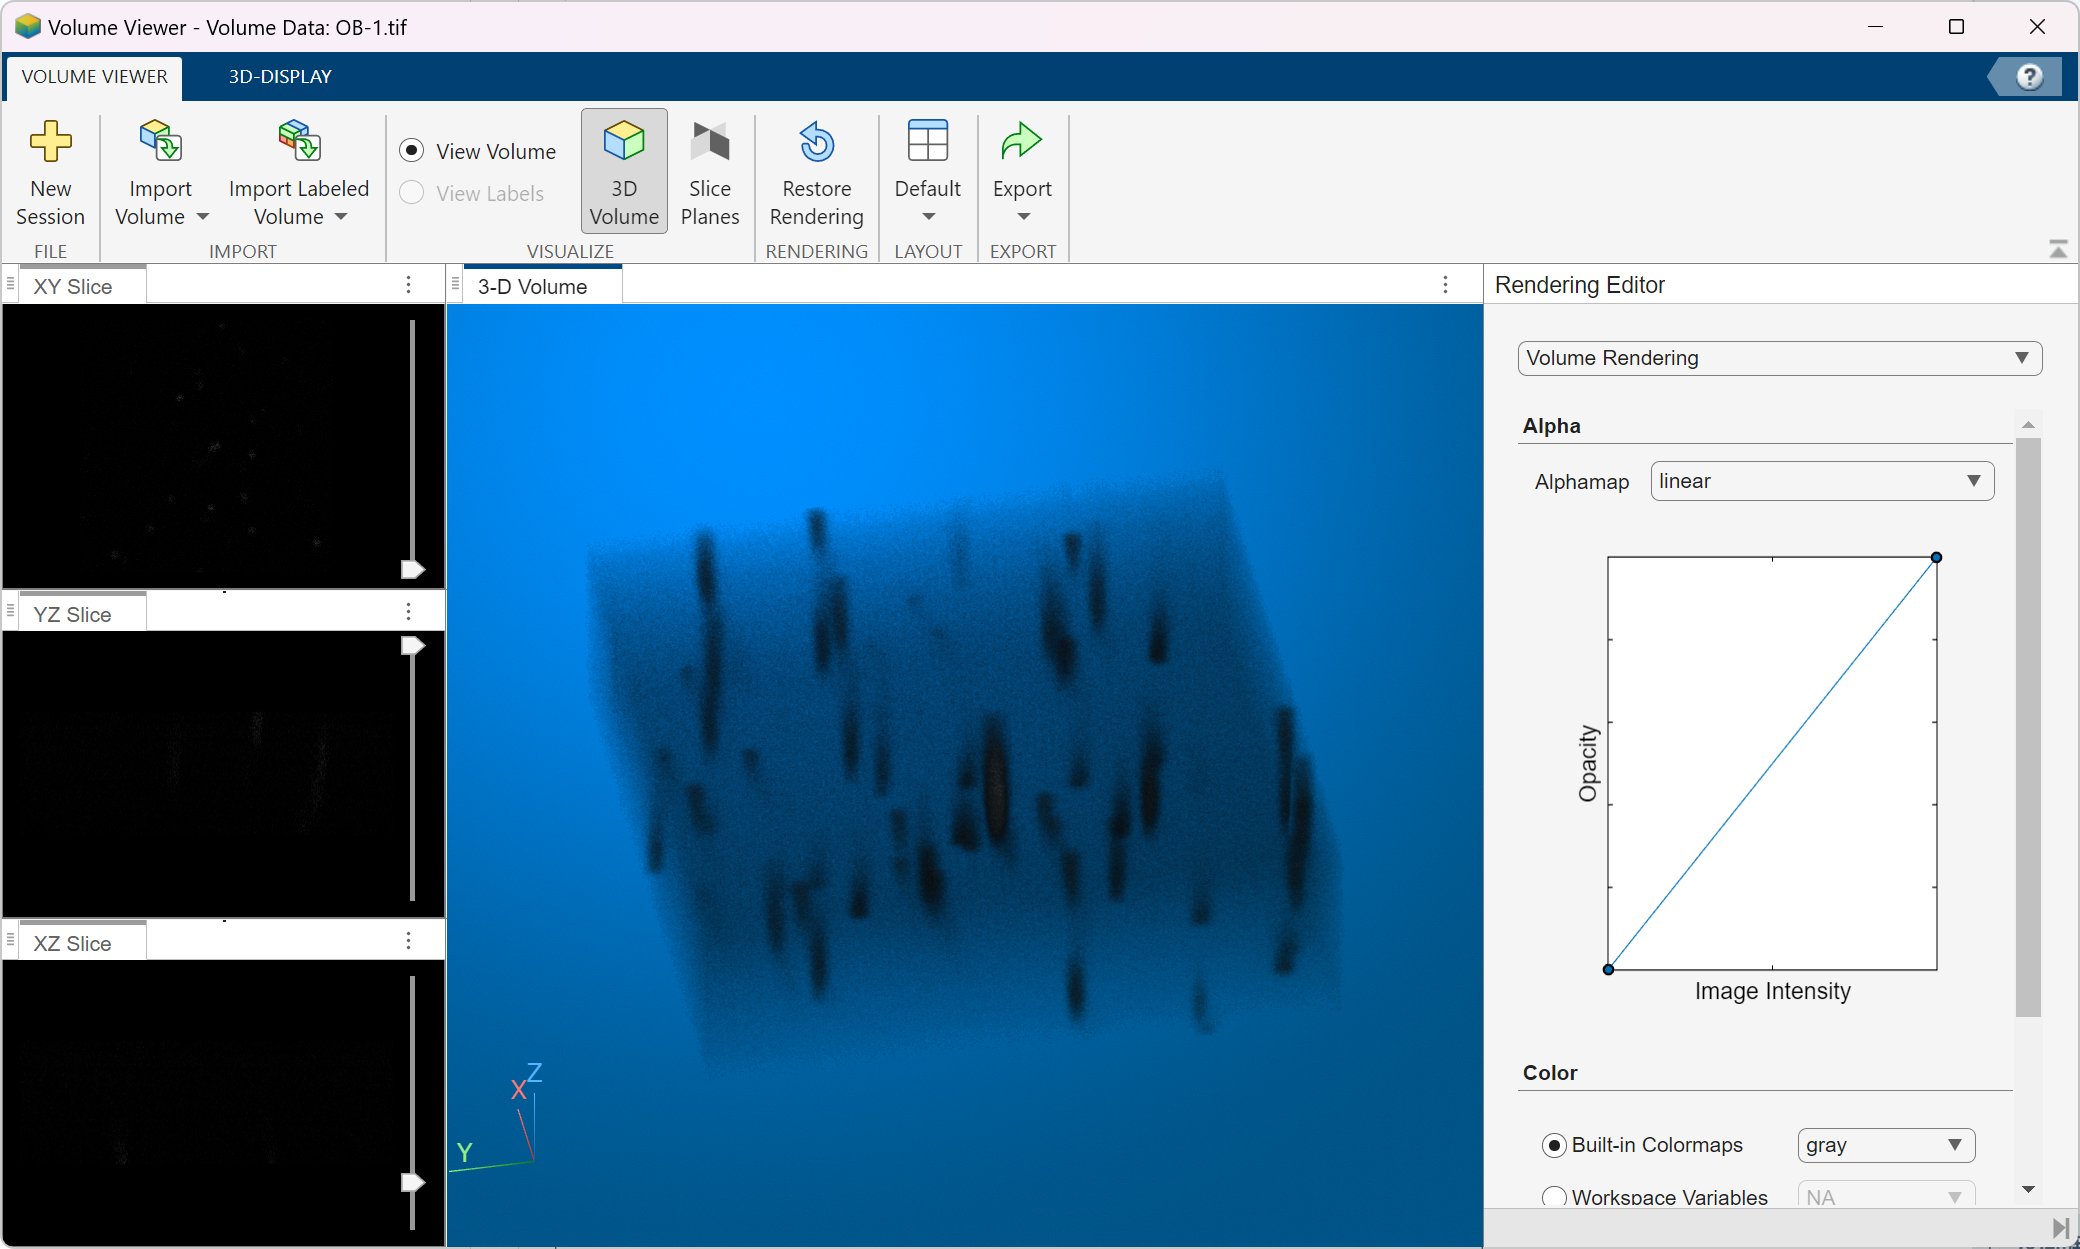 Volume Viewer - Volume Data: OB-1.tif
VOLUME VIEWER
3D-DISPLAY
?
New
Session
FILE
Import
Volume
Import Labeled
Volume
IMPORT
View Volume
View Labels
3D
Volume
Slice
Planes
VISUALIZE
Restore
Rendering
RENDERING
Default
LAYOUT
Export
EXPORT
XY Slice
YZ Slice
XZ Slice
3-D Volume
Z
X
Y
Rendering Editor
Volume Rendering
Alpha
Alphamap
linear
Opacity
Image Intensity
Color
Built-in Colormaps
gray
Workspace Variables
NA